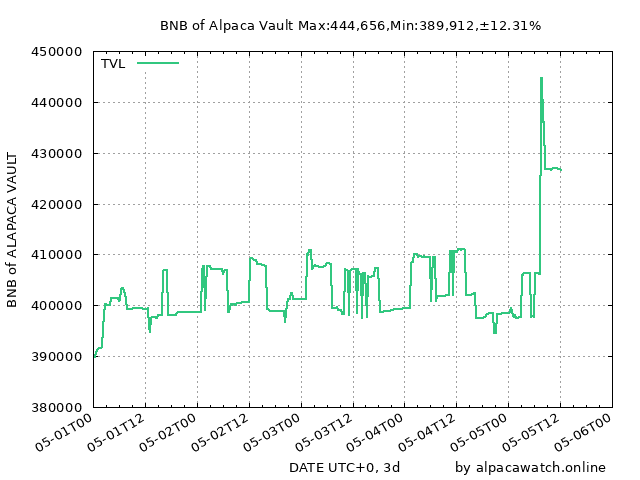 BNB of Alpaca Vault Max:444,656,Min:389,912,±12.31%
TVL
450000
440000
430000
420000
410000
400000
390000
380000
BNB of ALAPACA VAULT
05-01T00
05-01T12
05-02T00
05-02T12
05-03T00
05-03T12
05-04T00
05-04T12
05-05T00
05-05T12
05-06T00
DATE UTC+0, 3d
by alpacawatch.online